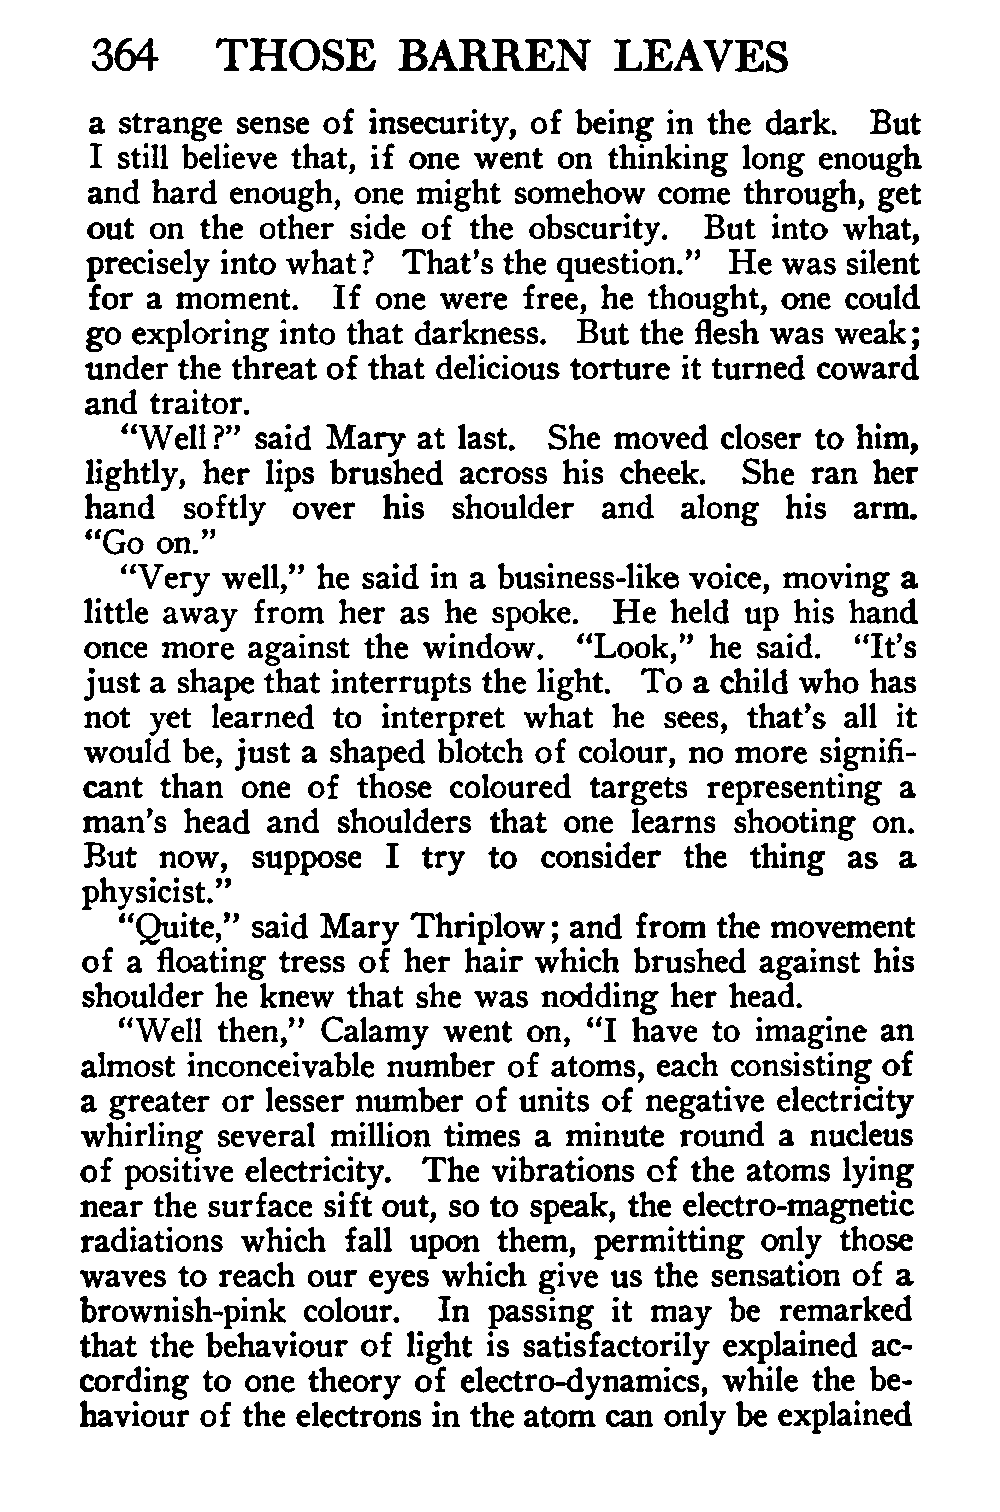 364 THOSE BARREN LEAVES
a strange sense of insecurity, of being in the dark. But
I still believe that, if one went on thinking long enough
and hard enough, one might somehow come through, get
out on the other side of the obscurity. But into what,
precisely into what? That's the question." He was silent
for a moment. If one were free, he thought, one could
go exploring into that darkness. But the flesh was weak;
under the threat of that delicious torture it turned coward
and traitor.
"Well?" said Mary at last. She moved closer to him,
lightly, her lips brushed across his cheek. She ran her
hand softly over his shoulder and along his arm.
"Go on."
"Very well," he said in a business-like voice, moving a
little away from her as he spoke. He held up his hand
once more against the window. "Look," he said. "It's
just a shape that interrupts the light. To a child who has
not yet learned to interpret what he sees, that's all it
would be, just a shaped blotch of colour, no more signifi-
cant than one of those coloured targets representing a
man's head and shoulders that one learns shooting on.
But now, suppose I try to consider the thing as a
physicist."
"Quite," said Mary Thriplow; and from the movement
of a floating tress of her hair which brushed against his
shoulder he knew that she was nodding her head.
"Well then," Calamy went on, "I have to imagine an
almost inconceivable number of atoms, each consisting of
a greater or lesser number of units of negative electricity
whirling several million times a minute round a nucleus
of positive electricity. The vibrations of the atoms lying
near the surface sift out, so to speak, the electro-magnetic
radiations which fall upon them, permitting only those
waves to reach our eyes which give us the sensation of a
brownish-pink colour. In passing it may be remarked
that the behaviour of light is satisfactorily explained ac-
cording to one theory of electro-dynamics, while the be-
haviour of the electrons in the atom can only be explained